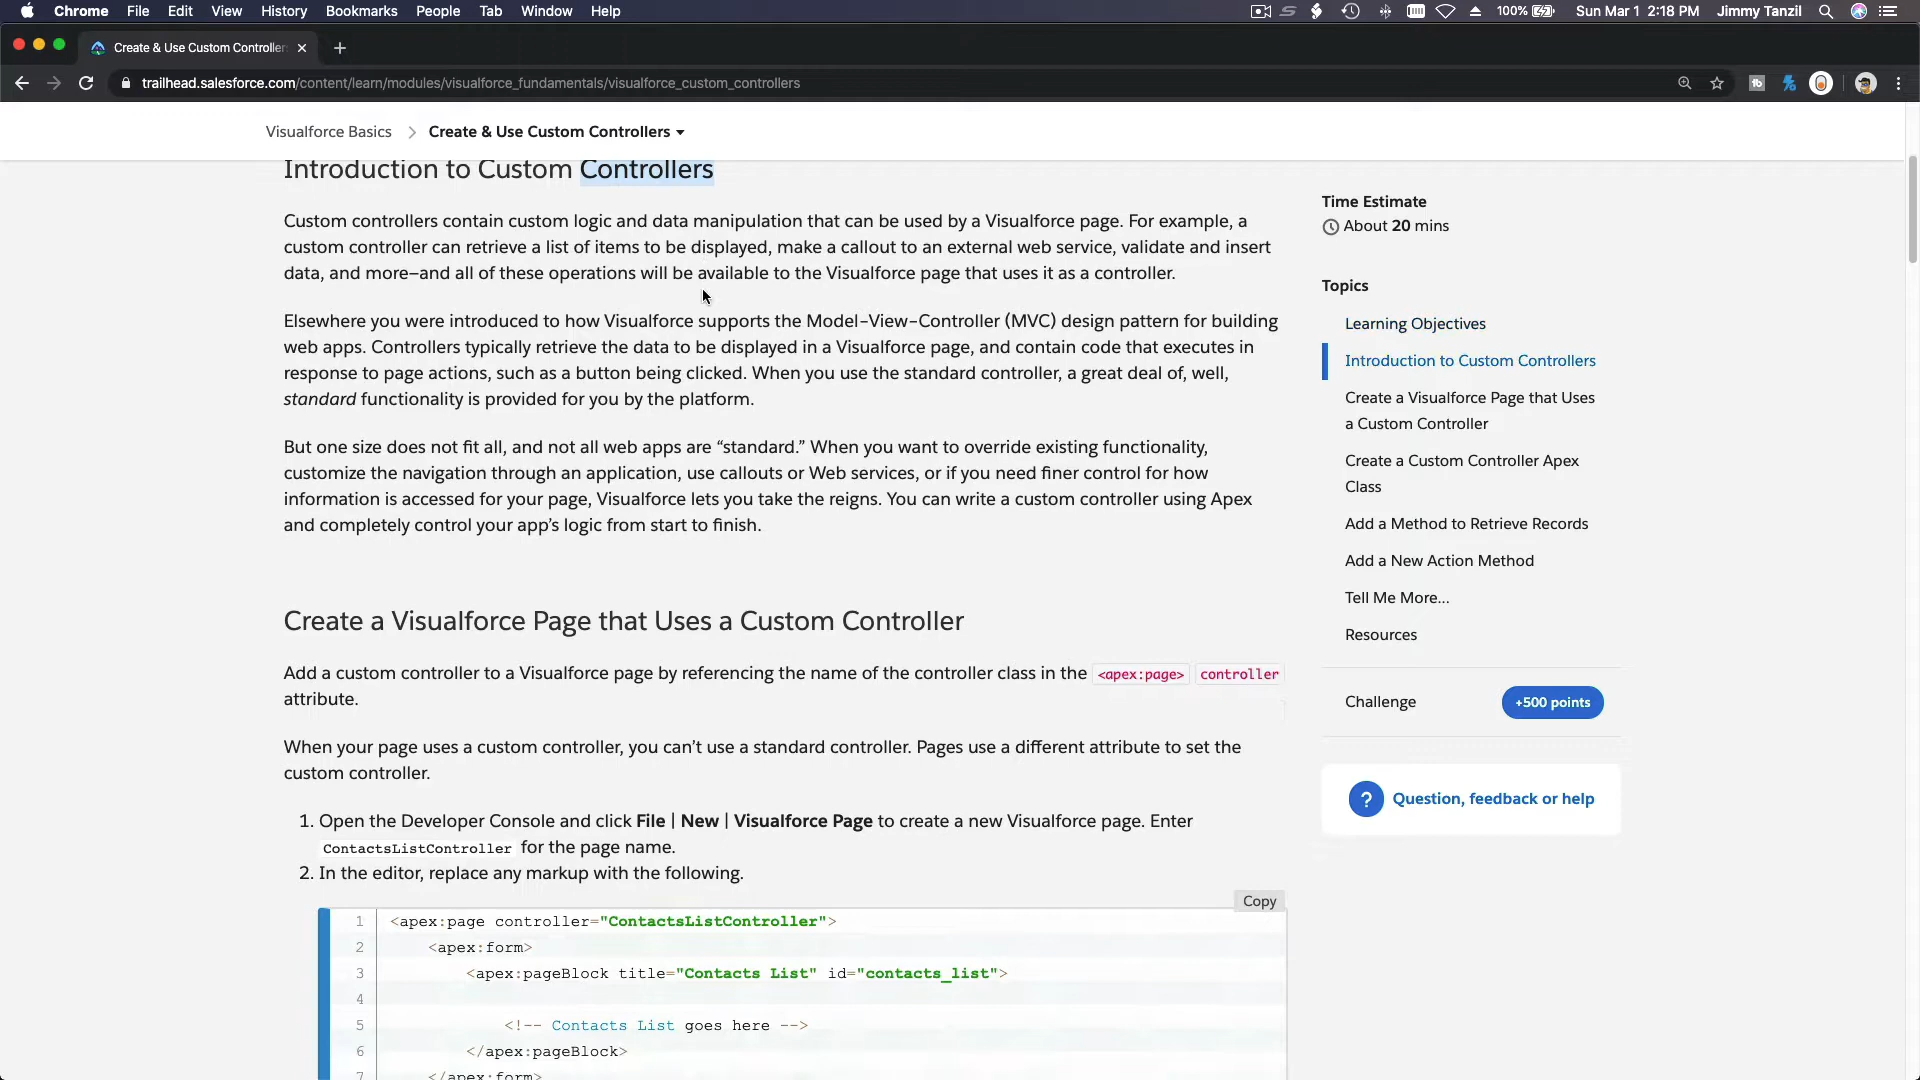 Chrome File Edit View History Bookmarks People Tab Window Help 100% Sun Mar 1 2:18 PM Jimmy Tanzil
Create & Use Custom Controller
trailhead.salesforce.com/content/learn/modules/visualforce_fundamentals/visualforce_custom_controllers
Visualforce Basics Create & Use Custom Controllers
Introduction to Custom Controllers
Custom controllers contain custom logic and data manipulation that can be used by a Visualforce page. For example, a
custom controller can retrieve a list of items to be displayed, make a callout to an external web service, validate and insert
data, and more—and all of these operations will be available to the Visualforce page that uses it as a controller.
Elsewhere you were introduced to how Visualforce supports the Model–View–Controller (MVC) design pattern for building
web apps. Controllers typically retrieve the data to be displayed in a Visualforce page, and contain code that executes in
response to page actions, such as a button being clicked. When you use the standard controller, a great deal of, well,
standard functionality is provided for you by the platform.
But one size does not fit all, and not all web apps are “standard.” When you want to override existing functionality,
customize the navigation through an application, use callouts or Web services, or if you need finer control for how
information is accessed for your page, Visualforce lets you take the reigns. You can write a custom controller using Apex
and completely control your app’s logic from start to finish.
Create a Visualforce Page that Uses a Custom Controller
Add a custom controller to a Visualforce page by referencing the name of the controller class in the <apex:page> controller
attribute.
When your page uses a custom controller, you can’t use a standard controller. Pages use a different attribute to set the
custom controller.
1. Open the Developer Console and click File | New | Visualforce Page to create a new Visualforce page. Enter
ContactsListController for the page name.
2. In the editor, replace any markup with the following.
Copy
1 <apex:page controller="ContactsListController">
2 <apex:form>
3 <apex:pageBlock title="Contacts List" id="contacts_list">
4
5 <!-- Contacts List goes here -->
6 </apex:pageBlock>
7 </apex:form>
Time Estimate
About 20 mins
Topics
Learning Objectives
Introduction to Custom Controllers
Create a Visualforce Page that Uses
a Custom Controller
Create a Custom Controller Apex
Class
Add a Method to Retrieve Records
Add a New Action Method
Tell Me More...
Resources
Challenge +500 points
? Question, feedback or help